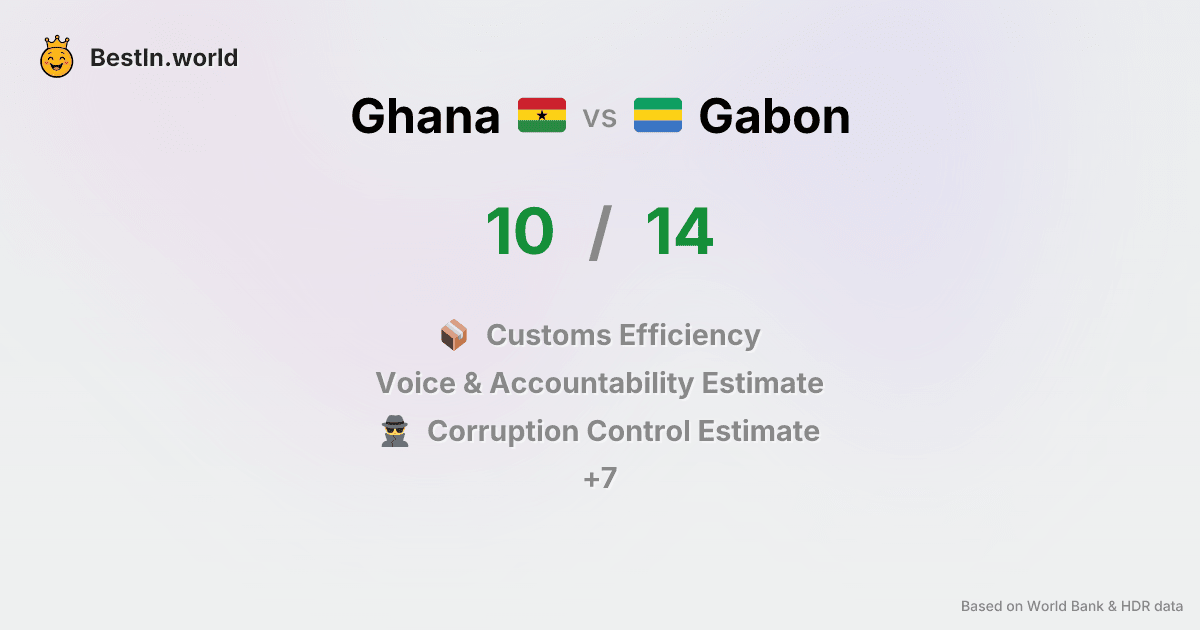 BestIn.world
Ghana vs Gabon
10 / 14
Customs Efficiency
Voice & Accountability Estimate
Corruption Control Estimate
+7
Based on World Bank & HDR data